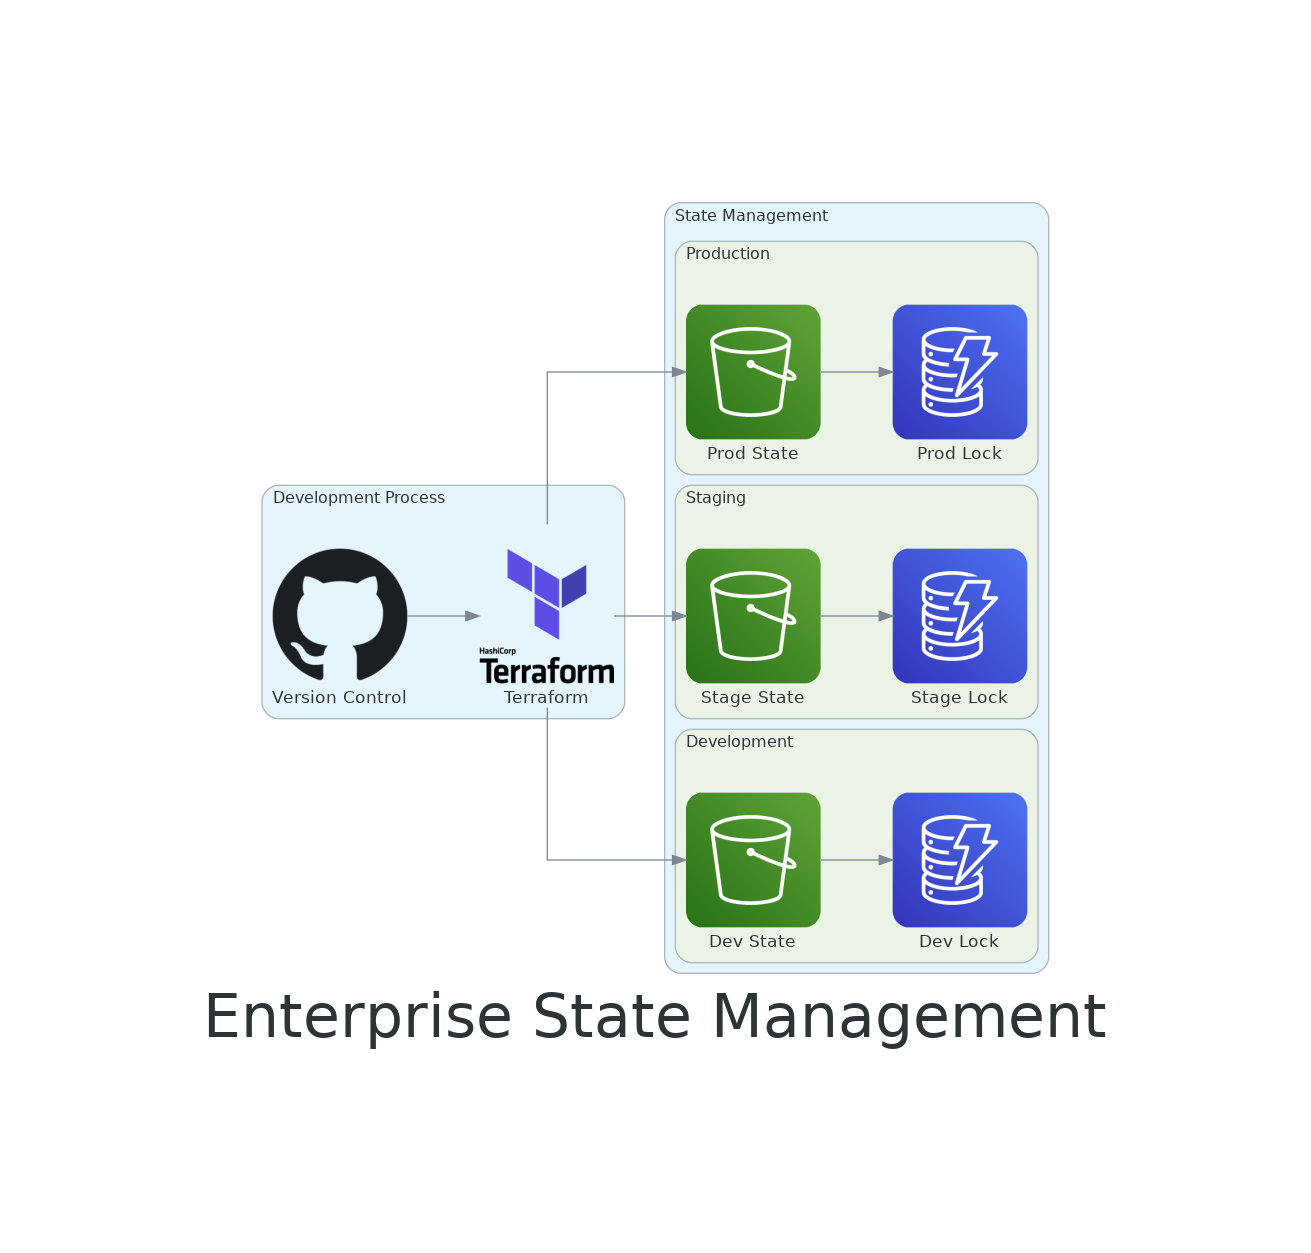 State Management
Production
Prod State
Prod Lock
Development Process
Version Control
HashiCorp
Terraform
Terraform
Staging
Stage State
Stage Lock
Development
Dev State
Dev Lock
Enterprise State Management